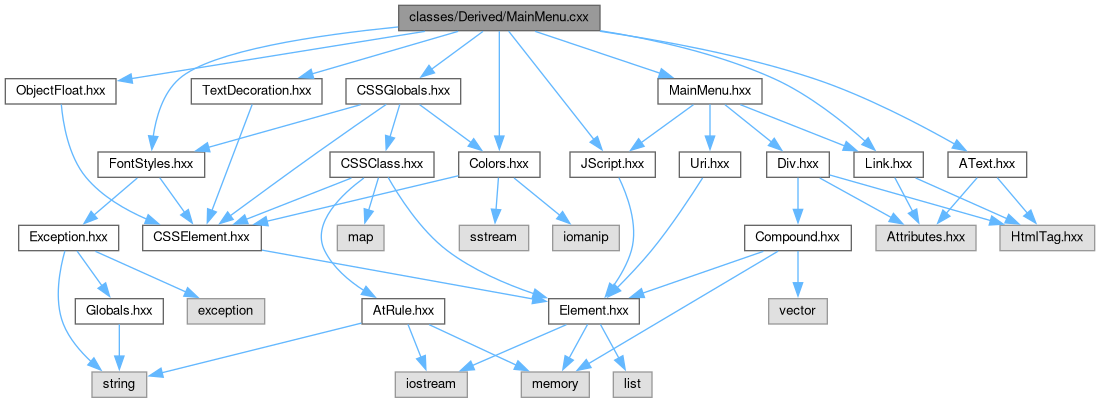 classes/Derived/MainMenu.cxx
ObjectFloat.hxx
TextDecoration.hxx
CSSGlobals.hxx
MainMenu.hxx
FontStyles.hxx
CSSClass.hxx
Colors.hxx
JScript.hxx
Uri.hxx
Div.hxx
Link.hxx
AText.hxx
Exception.hxx
CSSElement.hxx
map
sstream
iomanip
Compound.hxx
Attributes.hxx
HtmlTag.hxx
Globals.hxx
exception
AtRule.hxx
Element.hxx
vector
string
iostream
memory
list